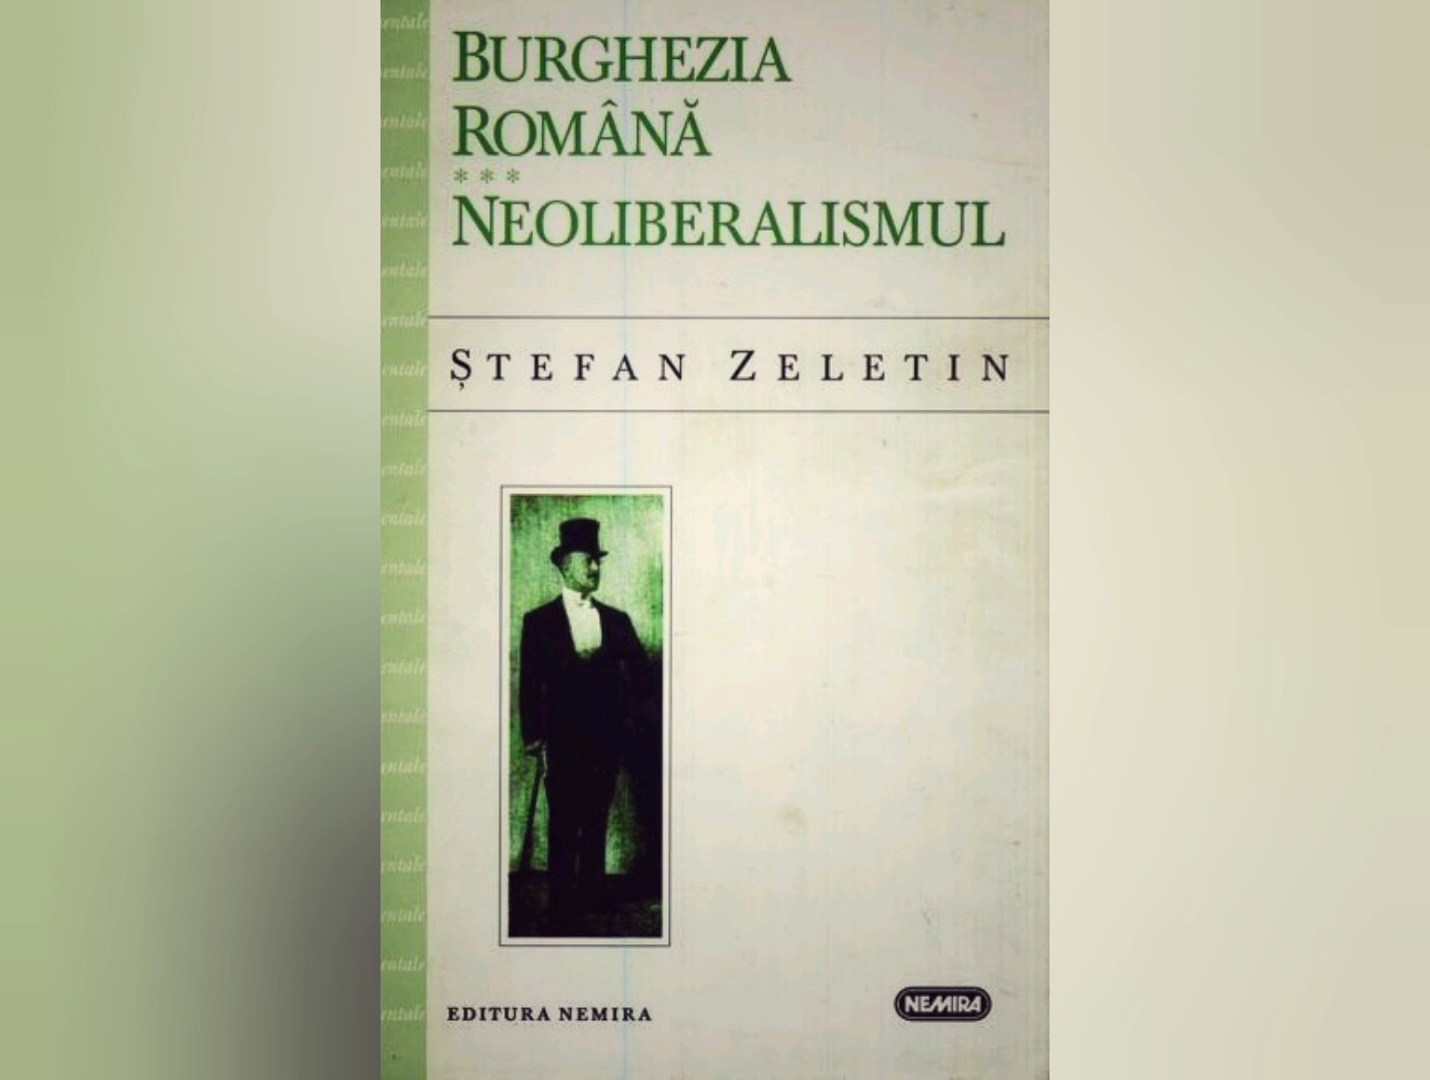 BURGHEZIA
ROMÂNĂ
***
NEOLIBERALISMUL
ȘTEFAN ZELETIN
EDITURA NEMIRA
NEMIRA